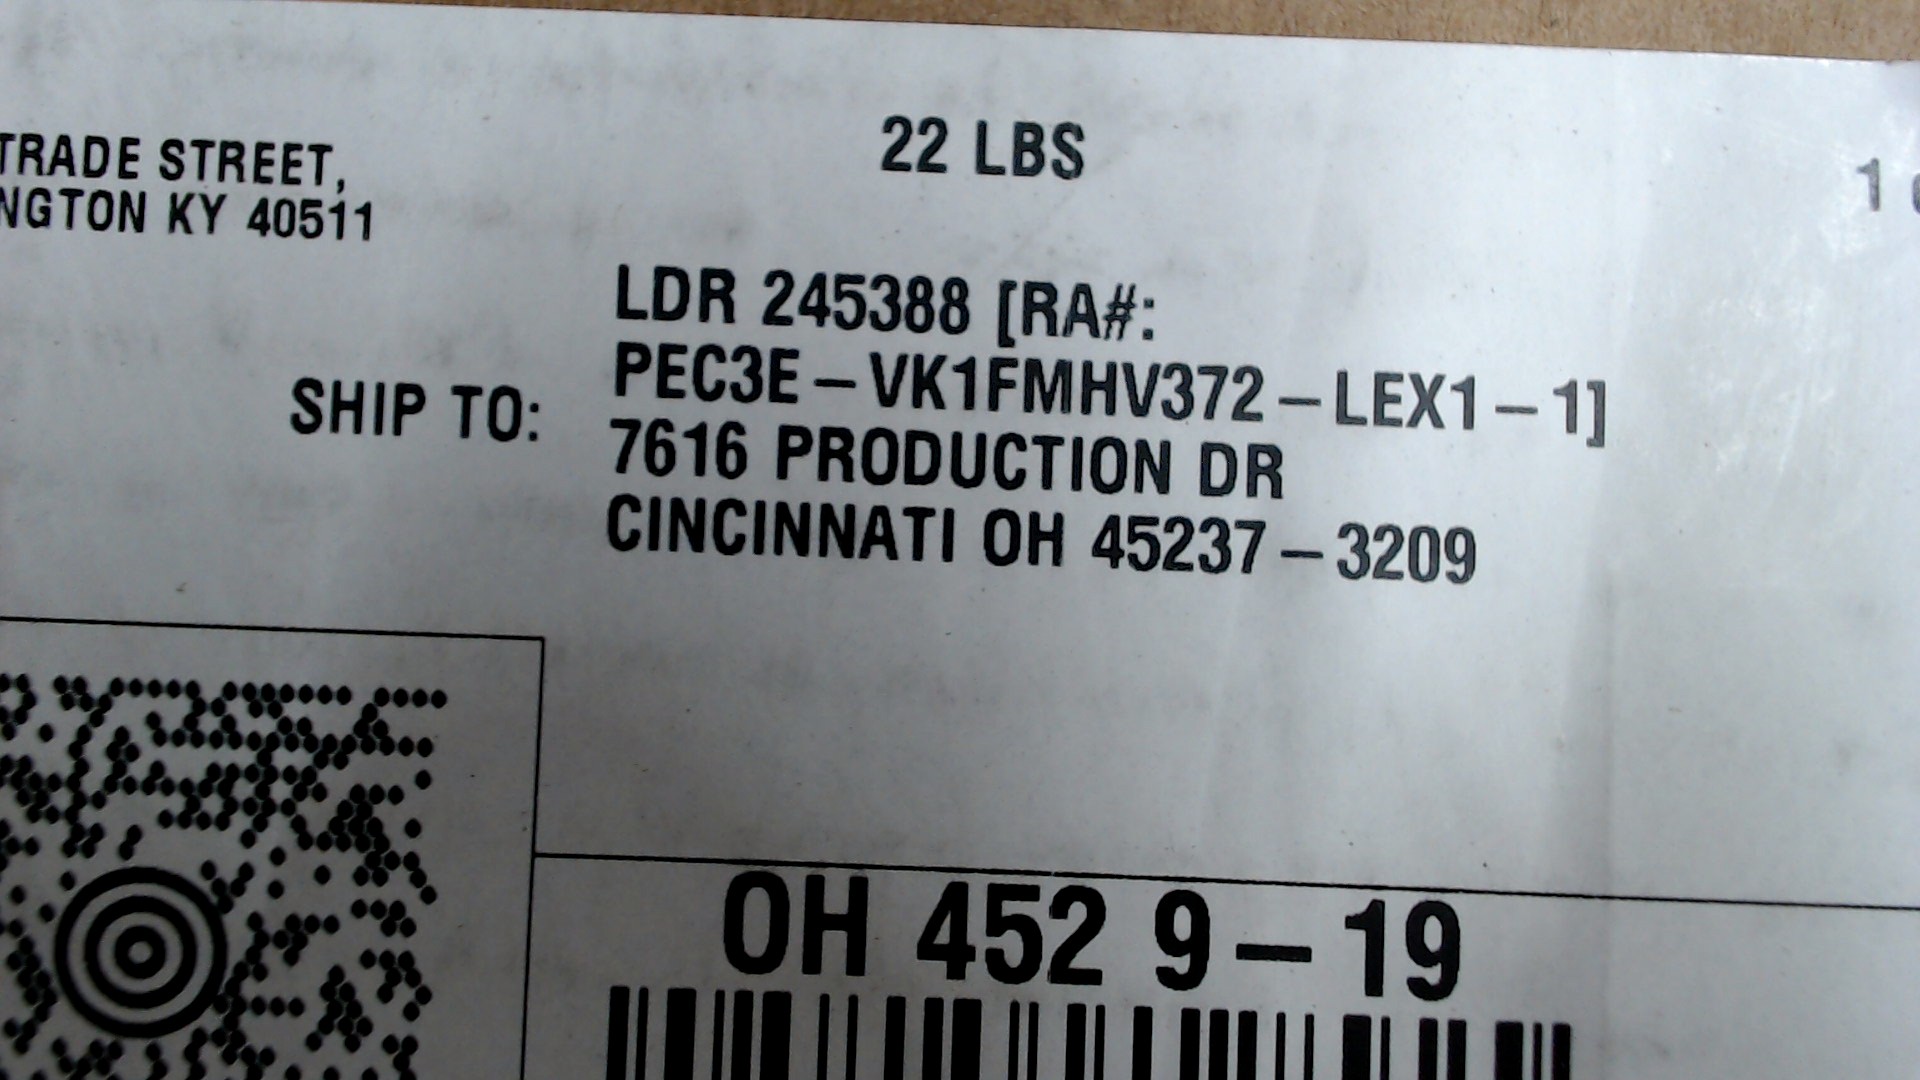 TRADE STREET,
NGTON KY 40511
22 LBS
1
SHIP TO:
LDR 245388 [RA#:
PEC3E-VK1FMHV372-LEX1-1]
7616 PRODUCTION DR
CINCINNATI OH 45237-3209
OH 452 9-19